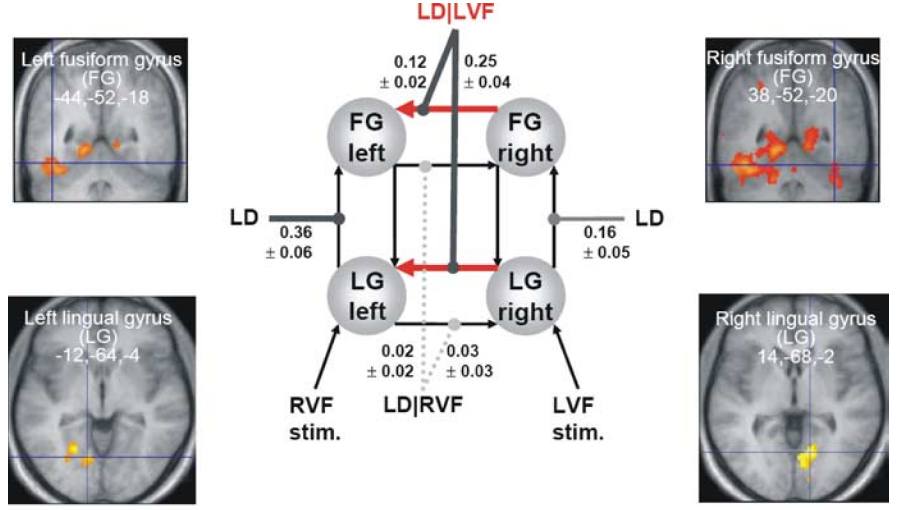 LD|LVF
Left fusiform gyrus
(FG)
-44,-52,-18
0.12
± 0.02
0.25
± 0.04
Right fusiform gyrus
(FG)
38,-52,-20
FG
left
FG
right
LD
0.36
± 0.06
LD
0.16
± 0.05
LG
left
LG
right
Left lingual gyrus
(LG)
-12,-64,-4
Right lingual gyrus
(LG)
14,-68,-2
0.02
± 0.02
0.03
± 0.03
RVF
stim.
LD|RVF
LVF
stim.